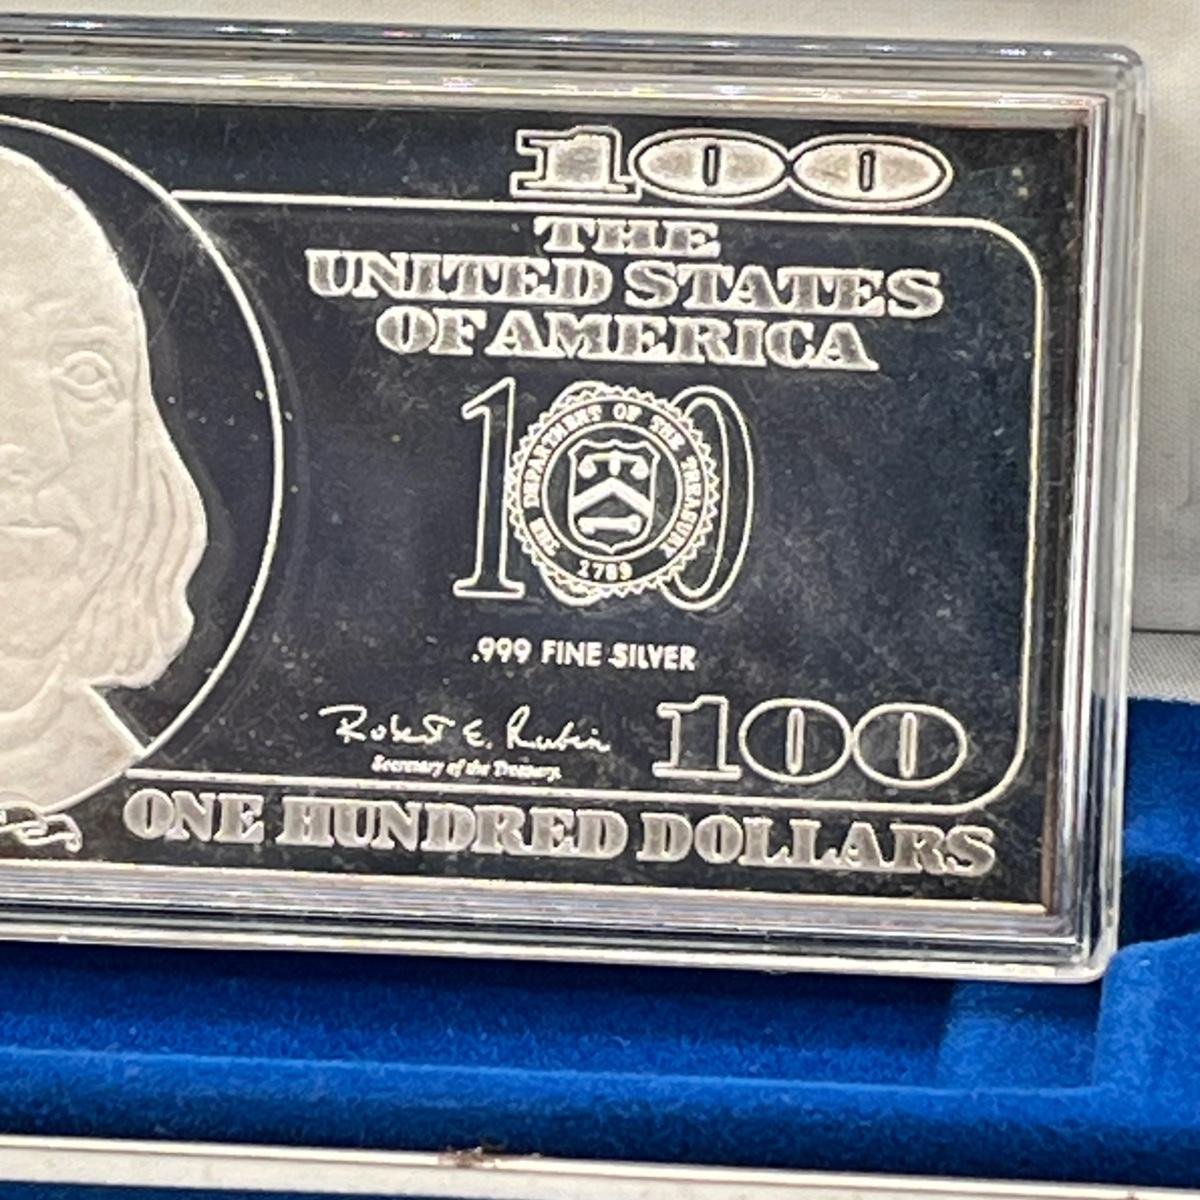 100
THE
UNITED STATES
OF AMERICA
100
THE DEPARTMENT OF THE TREASURY
1789
.999 FINE SILVER
Robert E. Rubin
Secretary of the Treasury.
100
ONE HUNDRED DOLLARS